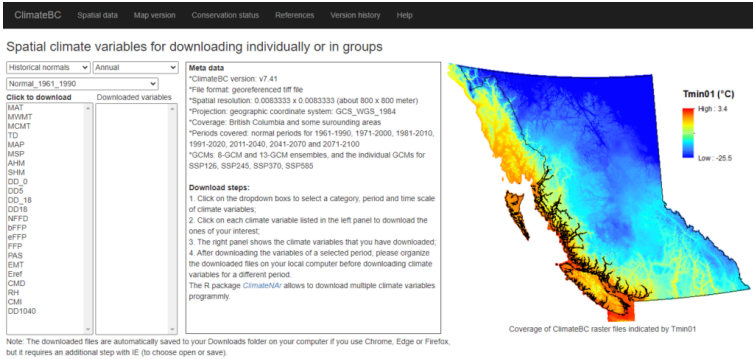 ClimateBC Spatial data Map version Conservation status References Version history Help
Spatial climate variables for downloading individually or in groups
Historical normals Annual
Normal_1961_1990
Click to download Downloaded variables
MAT
MWMT
MCMT
TD
MAP
MSP
AHM
SHM
DD_0
DD5
DD_18
DD18
NFFD
bFFP
eFFP
FFP
PAS
EMT
Eref
CMD
RH
CMI
DD1040
Meta data
*ClimateBC version: v7.41
*File format: georeferenced tiff file
*Spatial resolution: 0.0083333 x 0.0083333 (about 800 x 800 meter)
*Projection: geographic coordinate system: GCS_WGS_1984
*Coverage: British Columbia and some surounding areas
*Periods covered: normal periods for 1961-1990, 1971-2000, 1981-2010,
1991-2020, 2011-2040, 2041-2070 and 2071-2100
*GCMs: 8-GCM and 13-GCM ensembles, and the individual GCMs for
SSP126, SSP245, SSP370, SSP585
Download steps:
1. Click on the dropdown boxs to select a category, period and time scale
of climate variables;
2. Click on each climate variable listed in the left panel to download the
ones of your interest;
3. The right panel shows the climate variables that you have downloaded;
4. After downloading the variables of a selected period, please organize
the downloaded files on your local computer before downloading climate
variables for a different period.
The R package ClimateNAr allows to download multiple climate variables
programmly.
Tmin01 (°C)
High : 3.4
Low : -25.5
Coverage of ClimateBC raster files indicated by Tmin01
Note: The downloaded files are automatically saved to your Downloads folder on your computer if you use Chrome, Edge or Firefox,
but it requires an additional step with IE (to choose open or save).